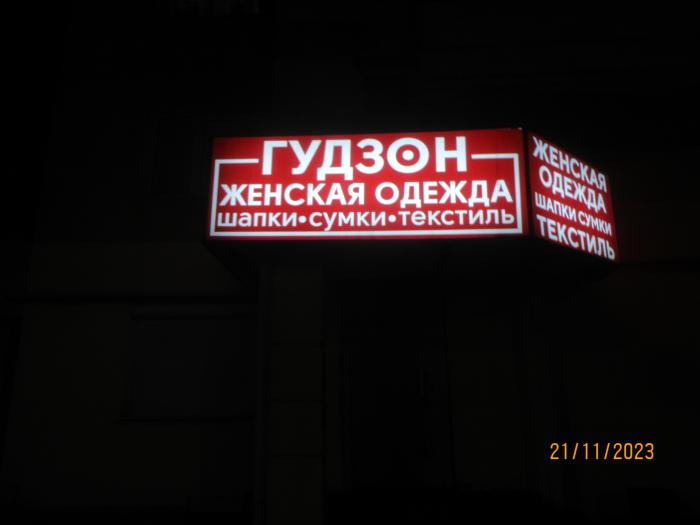 ГУДЗОН
ЖЕНСКАЯ ОДЕЖДА
шапки•сумки•текстиль
ЖЕНСКАЯ
ОДЕЖДА
ШАПКИ СУМКИ
ТЕКСТИЛЬ
21/11/2023